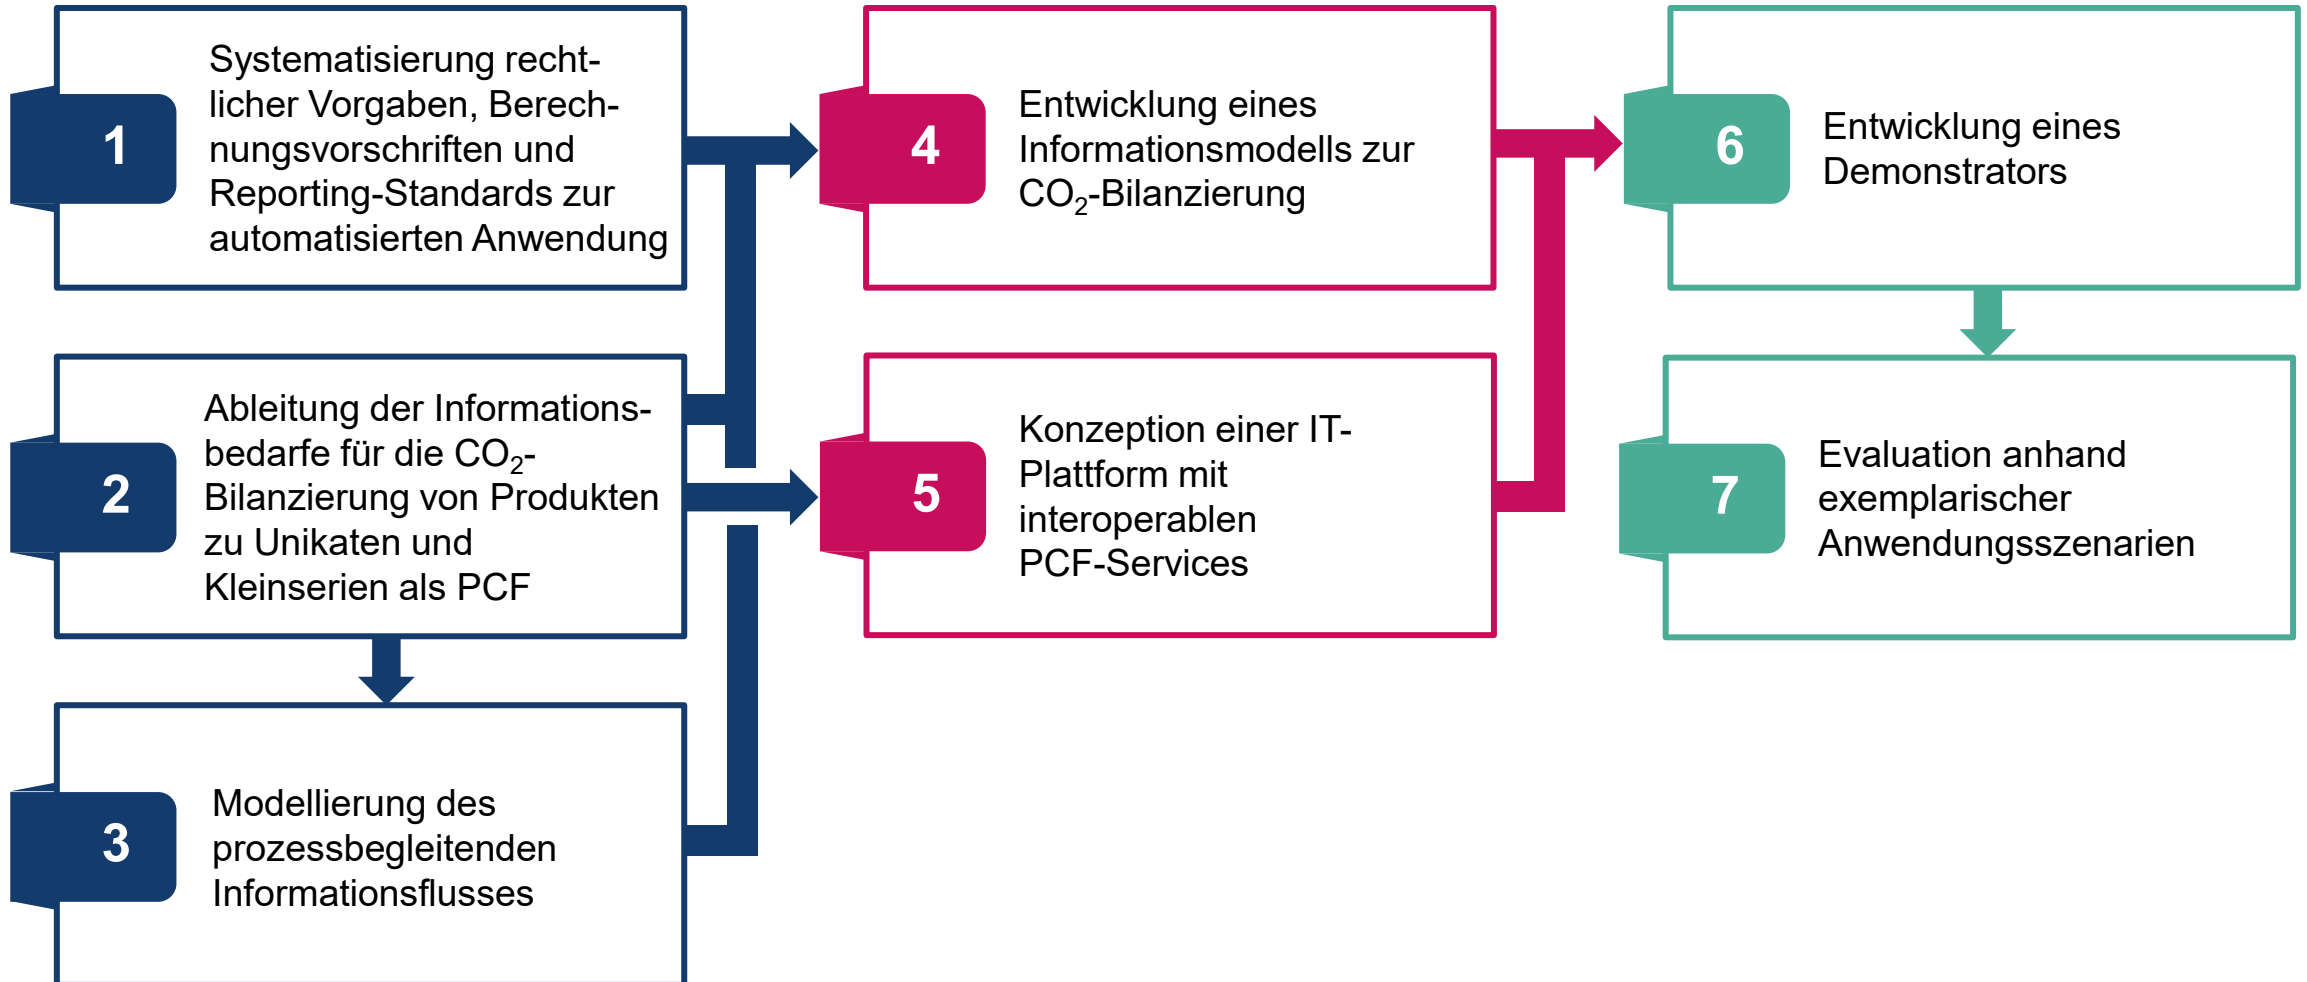 1
Systematisierung recht-
licher Vorgaben, Berech-
nungsvorschriften und
Reporting-Standards zur
automatisierten Anwendung
2
Ableitung der Informations-
bedarfe für die CO₂-
Bilanzierung von Produkten
zu Unikaten und
Kleinserien als PCF
3
Modellierung des
prozessbegleitenden
Informationsflusses
4
Entwicklung eines
Informationsmodells zur
CO₂-Bilanzierung
5
Konzeption einer IT-
Plattform mit
interoperablen
PCF-Services
6
Entwicklung eines
Demonstrators
7
Evaluation anhand
exemplarischer
Anwendungsszenarien